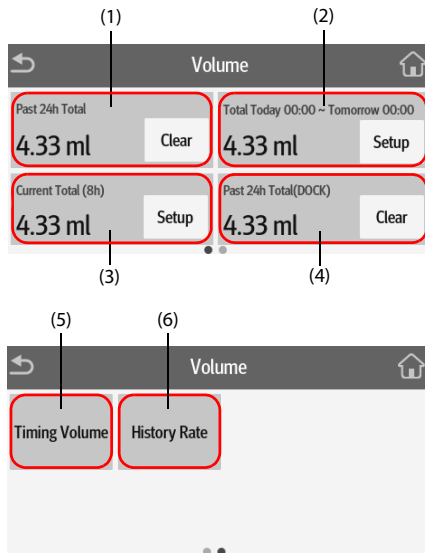 (1)
(2)
Volume
Past 24h Total
4.33 ml
Clear
Total Today 00:00 ~ Tomorrow 00:00
4.33 ml
Setup
Current Total (8h)
4.33 ml
Setup
Past 24h Total(DOCK)
4.33 ml
Clear
(3)
(4)
(5)
(6)
Volume
Timing Volume
History Rate